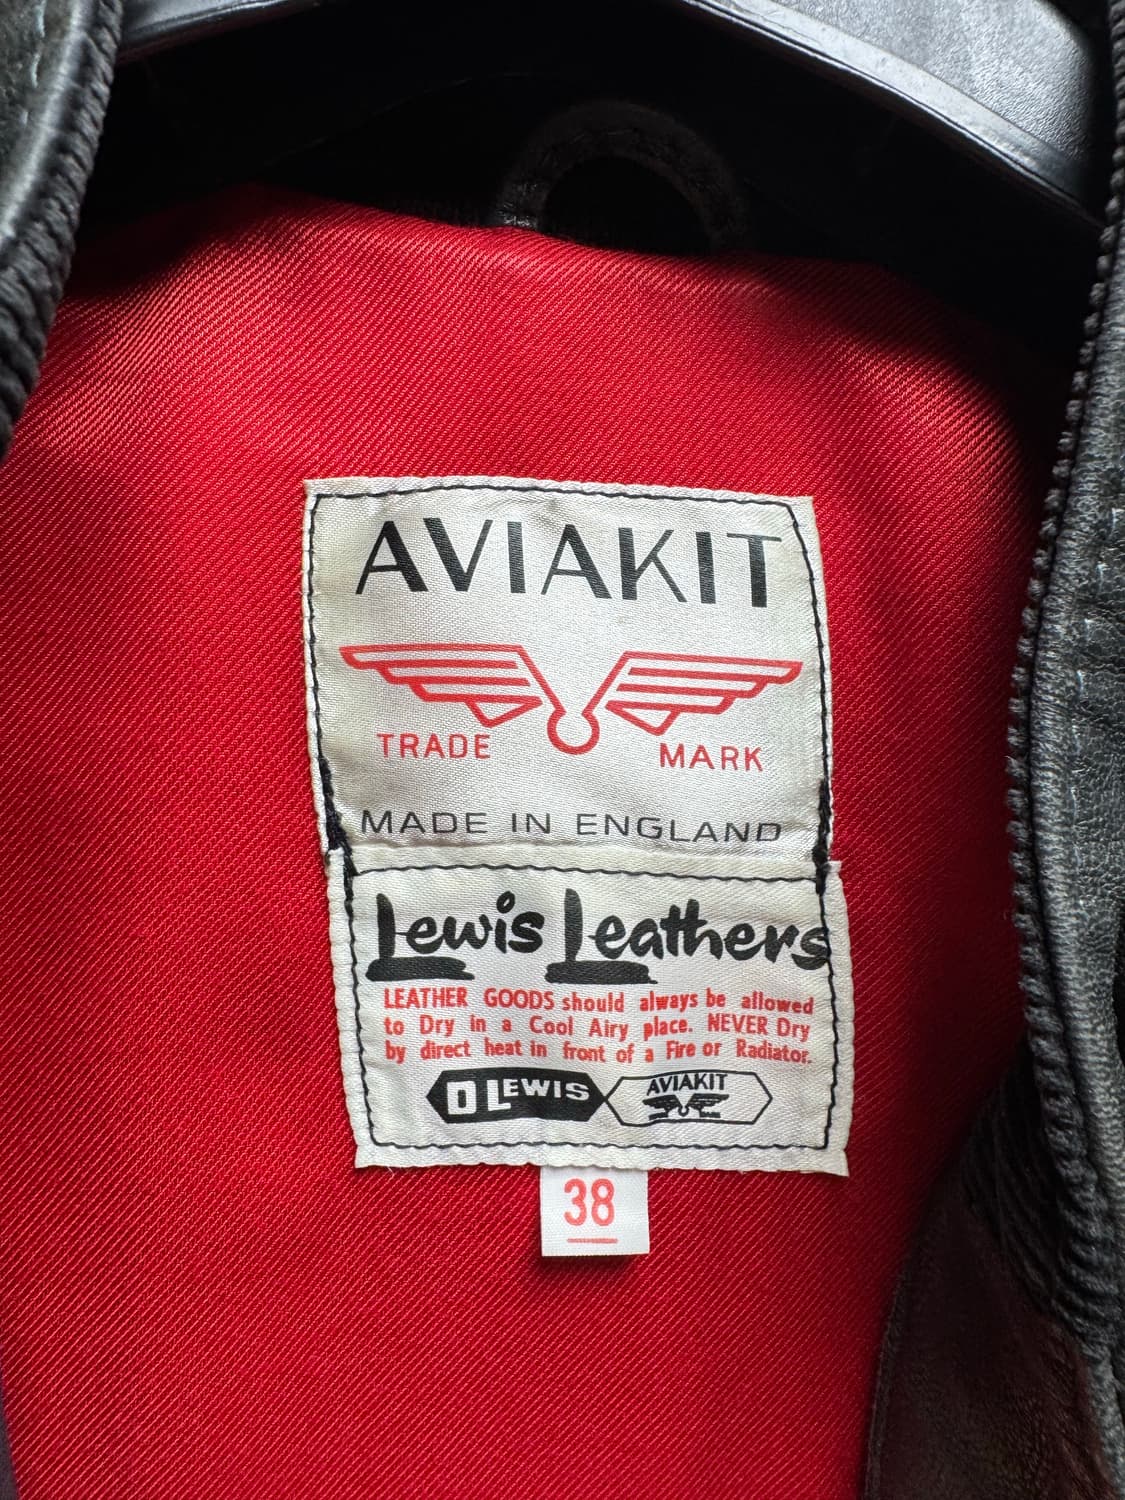 AVIAKIT
TRADE MARK
MADE IN ENGLAND
Lewis Leathers
LEATHER GOODS should always be allowed
to Dry in a Cool Airy place. NEVER Dry
by direct heat in front of a Fire or Radiator.
D LEWIS AVIAKIT
38